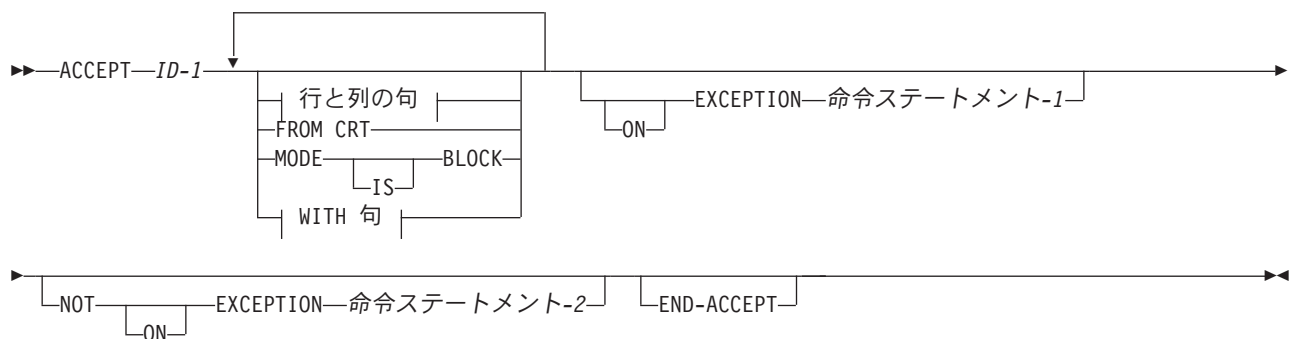 ACCEPT ID-1
行と列の句
FROM CRT
MODE IS BLOCK
WITH 句
ON EXCEPTION 命令ステートメント-1
NOT ON EXCEPTION 命令ステートメント-2
END-ACCEPT